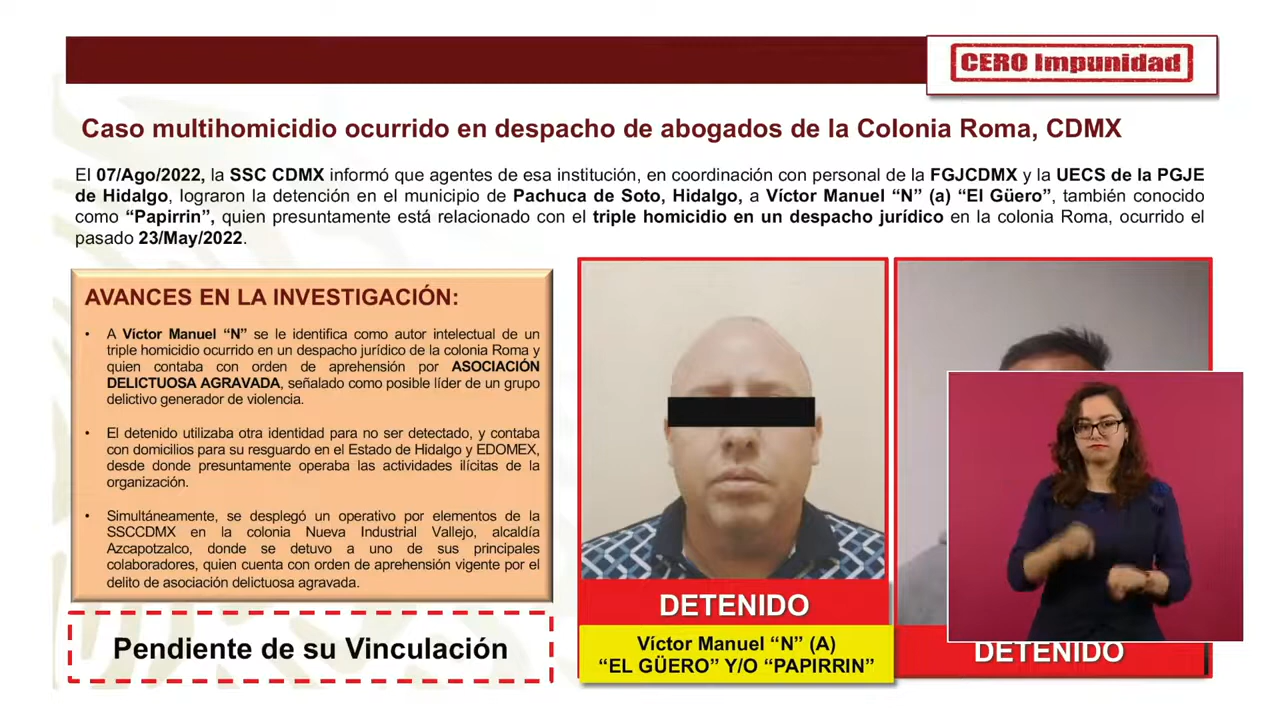 CERO Impunidad
Caso multihomicidio ocurrido en despacho de abogados de la Colonia Roma, CDMX
El 07/Ago/2022, la SSC CDMX informó que agentes de esa institución, en coordinación con personal de la FGJCDMX y la UECS de la PGJE
de Hidalgo, lograron la detención en el municipio de Pachuca de Soto, Hidalgo, a Víctor Manuel “N” (a) “El Güero”, también conocido
como “Papirrin”, quien presuntamente está relacionado con el triple homicidio en un despacho jurídico en la colonia Roma, ocurrido el
pasado 23/May/2022.
AVANCES EN LA INVESTIGACIÓN:
• A Víctor Manuel “N” se le identifica como autor intelectual de un
triple homicidio ocurrido en un despacho jurídico de la colonia Roma y
quien contaba con orden de aprehensión por ASOCIACIÓN
DELICTUOSA AGRAVADA, señalado como posible líder de un grupo
delictivo generador de violencia.
• El detenido utilizaba otra identidad para no ser detectado, y contaba
con domicilios para su resguardo en el Estado de Hidalgo y EDOMEX,
desde donde presuntamente operaba las actividades ilícitas de la
organización.
• Simultáneamente, se desplegó un operativo por elementos de la
SSCCDMX en la colonia Nueva Industrial Vallejo, alcaldía
Azcapotzalco, donde se detuvo a uno de sus principales
colaboradores, quien cuenta con orden de aprehensión vigente por el
delito de asociación delictuosa agravada.
Pendiente de su Vinculación
DETENIDO
Víctor Manuel “N” (A)
“EL GÜERO” Y/O “PAPIRRIN”
DETENIDO